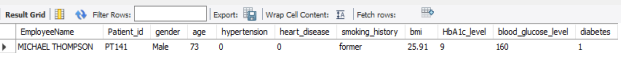 Result Grid Filter Rows: Export: Wrap Cell Content: Fetch rows:
EmployeeName Patient_id gender age hypertension heart_disease smoking_history bmi HbA1c_level blood_glucose_level diabetes
MICHAEL THOMPSON PT141 Male 73 0 0 former 25.91 9 160 1